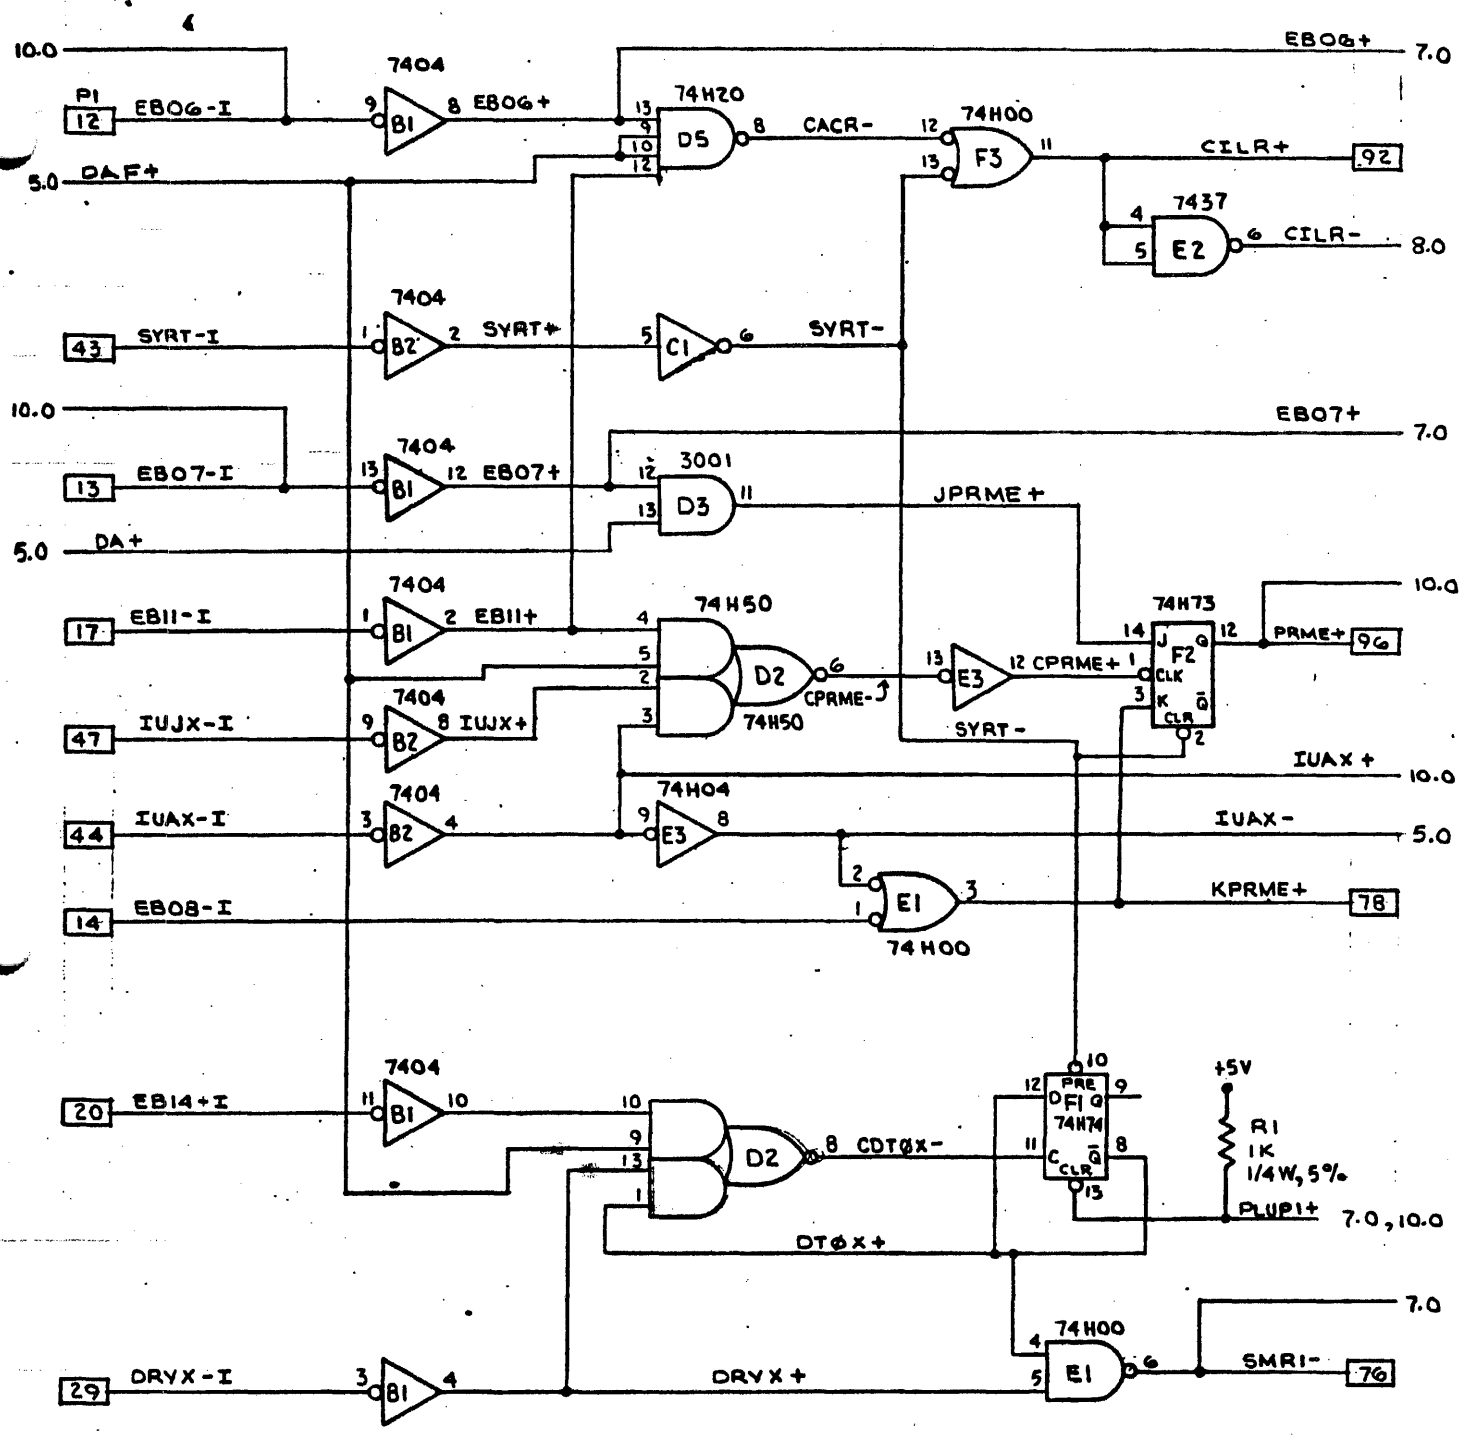 10.0
EB06+ 7.0
P1
12 EB06-I 9 7404 B1 8 EB06+
74H20 13 9 10 12 D5 8 CACR-
74H00 12 13 F3 11 CILR+ 92
5.0 DAF+
7437 4 5 E2 6 CILR- 8.0
43 SYRT-I 1 7404 B2 2 SYRT+ 5 C1 6 SYRT-
10.0
EB07+ 7.0
13 EB07-I 13 7404 B1 12 EB07+
3001 12 13 D3 11 JPRME+
5.0 DA+
10.0
17 EB11-I 1 7404 B1 2 EB11+
74H50 4 5 2 3 D2 6 CPRME-
74H50
13 E3 12 CPRME+
74H73 14 J Q 12 PRME+ 96
F2
1 CLK
3 K Q̅
CLR
2
47 IUJX-I 9 7404 B2 8 IUJX+
SYRT-
IUAX+ 10.0
44 IUAX-I 3 7404 B2 4
74H04 9 E3 8 IUAX- 5.0
14 EB08-I
2 1 E1 3 KPRME+ 78
74H00
20 EB14+I 11 7404 B1 10
10 9 13 1 D2 8 CDTØX-
10
12 D PRE Q 9
F1
74H74
11 C Q̅ 8
CLR
13
+5V
R1
1K
1/4W, 5%
PLUP1+ 7.0, 10.0
DTØX+
7.0
29 DRYX-I 3 B1 4 DRYX+
74H00 4 5 E1 6 SMR1- 76